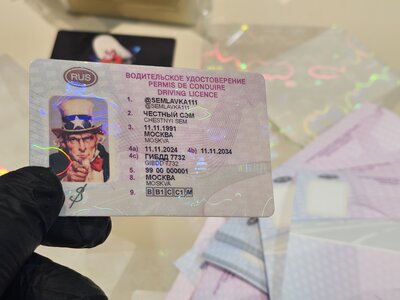 RUS
ВОДИТЕЛЬСКОЕ УДОСТОВЕРЕНИЕ
PERMIS DE CONDUIRE
DRIVING LICENCE
1. @SEMLAVKA111
@SEMLAVKA111
2. ЧЕСТНЫЙ СЭМ
CHESTNYI SEM
3. 11.11.1991
МОСКВА
MOSKVA
4a) 11.11.2024 4b) 11.11.2034
4c) ГИБДД 7732
GIBDD 7732
5. 99 00 000001
8. МОСКВА
MOSKVA
9. B B1 C C1 M